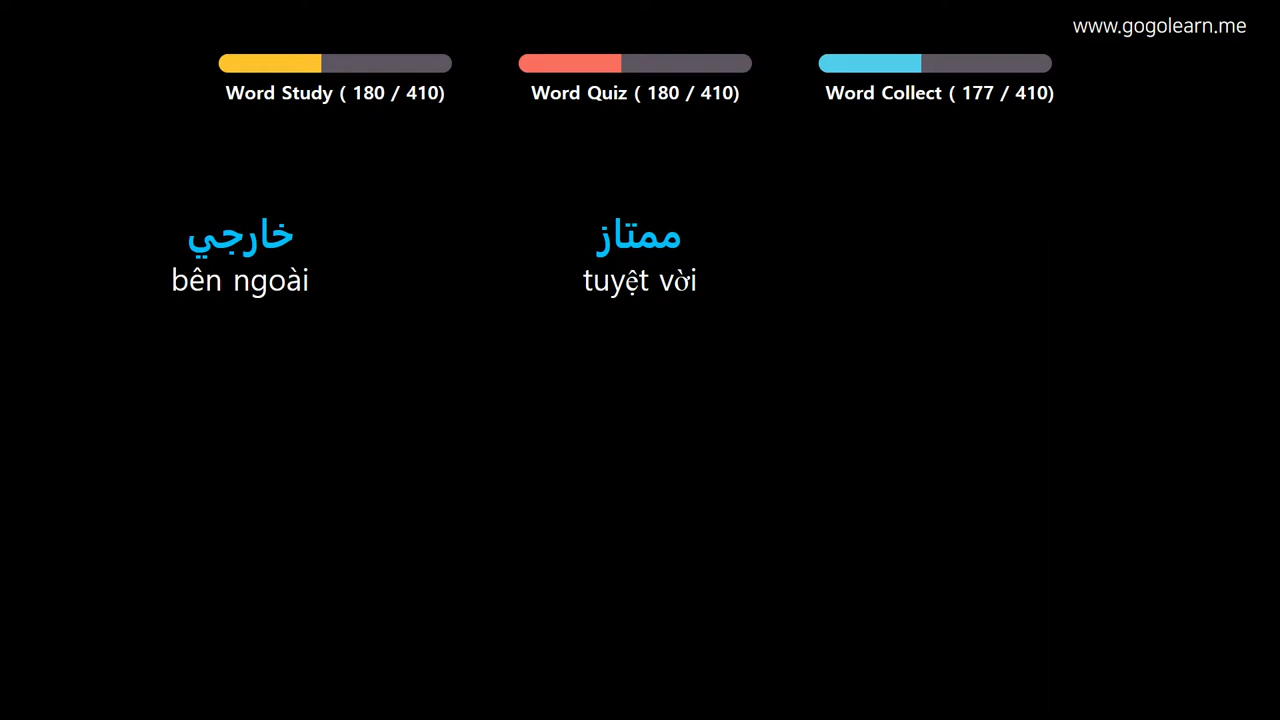 www.gogolearn.me
Word Study ( 180 / 410)
Word Quiz ( 180 / 410)
Word Collect ( 177 / 410)
خارجي
bên ngoài
ممتاز
tuyệt vời